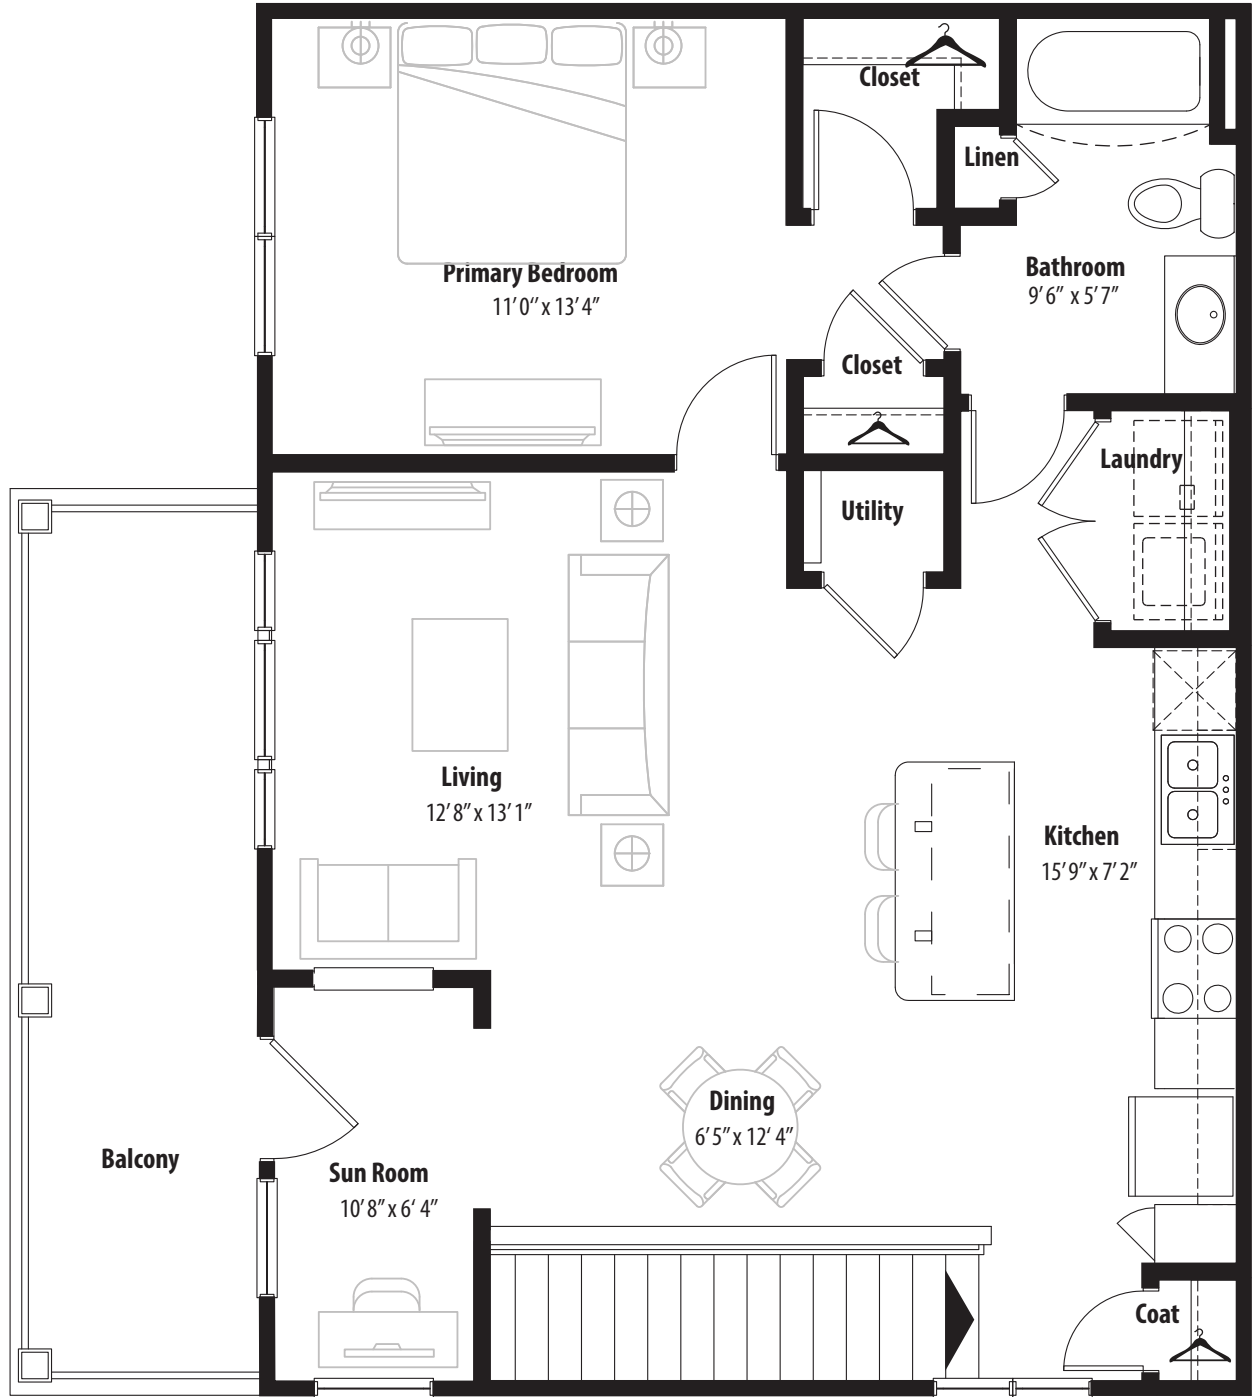 Closet
Linen
Primary Bedroom
11'0" x 13'4"
Bathroom
9'6" x 5'7"
Closet
Laundry
Utility
Living
12'8" x 13'1"
Kitchen
15'9" x 7'2"
Dining
6'5" x 12'4"
Balcony
Sun Room
10'8" x 6'4"
Coat